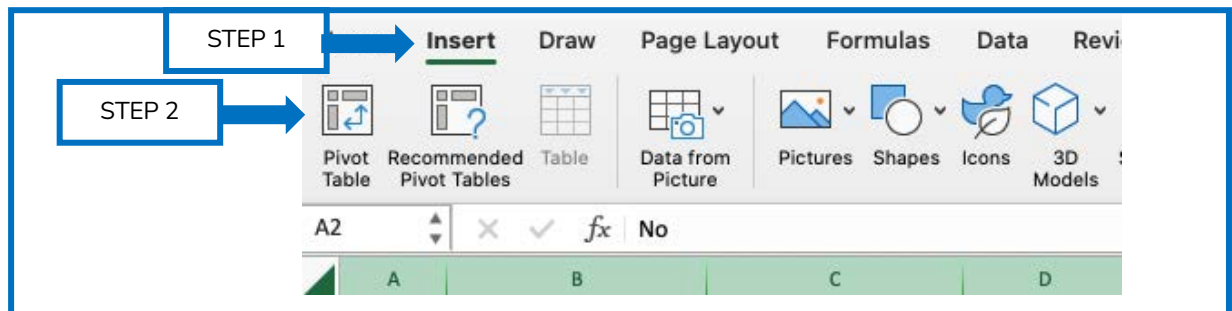 STEP 1
Insert Draw Page Layout Formulas Data Revi
STEP 2
Pivot Table Recommended Pivot Tables Table Data from Picture Pictures Shapes Icons 3D Models
A2 fx No
A B C D